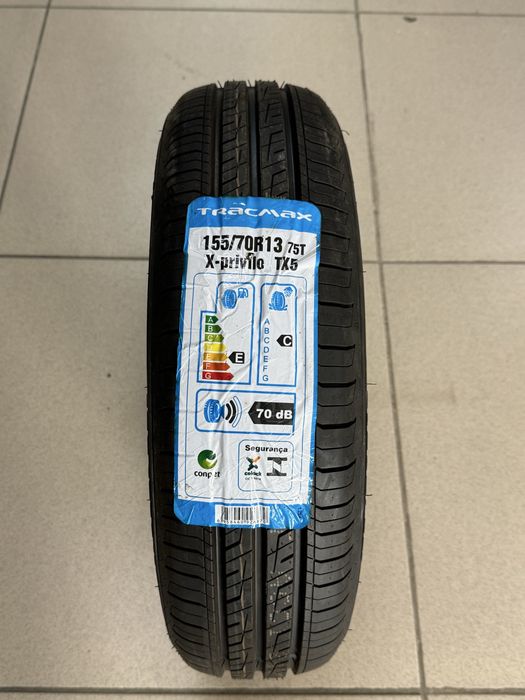 TRACMAX
155/70R13 75T
X-privilo TX5
A
B
C
D
E
F
G
E
A
B
C
D
E
F
G
C
70 dB
Segurança
conpet